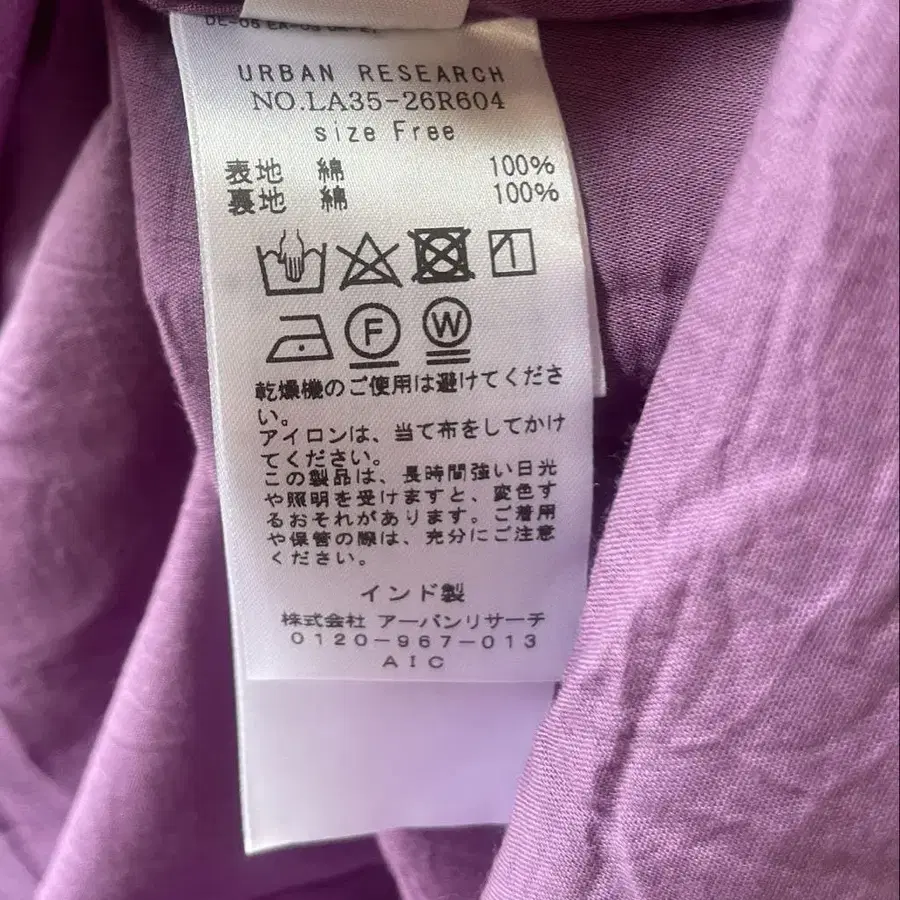 URBAN RESEARCH
NO.LA35-26R604
size Free
表地 綿 100%
裏地 綿 100%
F W
乾燥機のご使用は避けてくださ
い。
アイロンは、当て布をしてかけ
てください。
この製品は、長時間強い日光
や照明を受けますと、変色す
るおそれがあります。ご着用
や保管の際は、充分にご注意
ください。
インド製
株式会社 アーバンリサーチ
0120-967-013
AIC